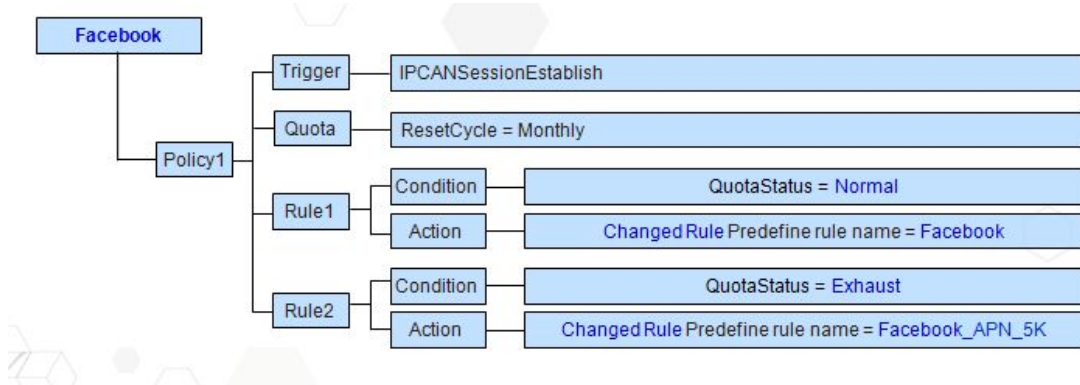 Facebook
Trigger
IPCANSessionEstablish
Quota
ResetCycle = Monthly
Policy1
Rule1
Condition
QuotaStatus = Normal
Action
Changed Rule Predefine rule name = Facebook
Rule2
Condition
QuotaStatus = Exhaust
Action
Changed Rule Predefine rule name = Facebook_APN_5K